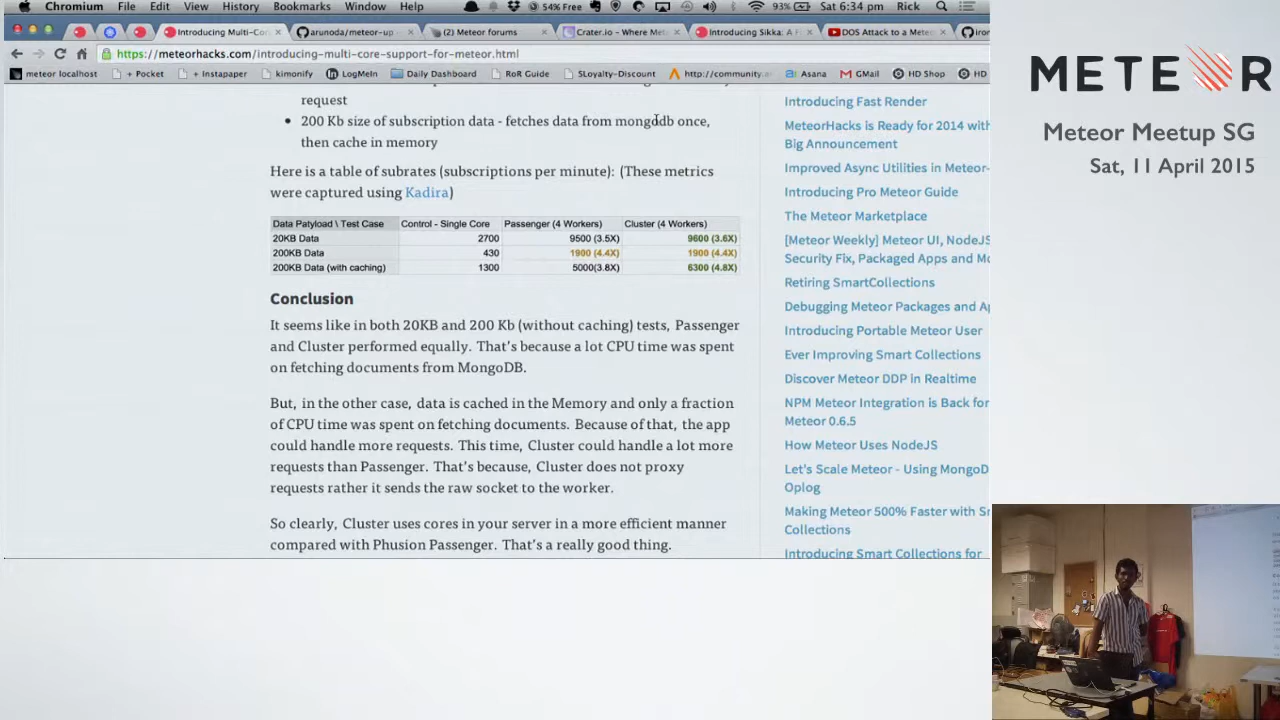 Chromium File Edit View History Bookmarks Window Help 54% Free 93% Sat 6:34 pm Rick
Introducing Multi-Co arunoda/meteor-up (2) Meteor forums Crater.io - Where Me Introducing Sikka: A F DOS Attack to a Mete iron
https://meteorhacks.com/introducing-multi-core-support-for-meteor.html
meteor localhost + Pocket + Instapaper kimonify LogMeIn Daily Dashboard RoR Guide SLoyalty-Discount http://community.a Asana GMail HD Shop HD
request
• 200 Kb size of subscription data - fetches data from mongodb once,
then cache in memory
Here is a table of subrates (subscriptions per minute): (These metrics
were captured using Kadira)
Data Patyload \ Test Case Control - Single Core Passenger (4 Workers) Cluster (4 Workers)
20KB Data 2700 9500 (3.5X) 9600 (3.6X)
200KB Data 430 1900 (4.4X) 1900 (4.4X)
200KB Data (with caching) 1300 5000(3.8X) 6300 (4.8X)
Conclusion
It seems like in both 20KB and 200 Kb (without caching) tests, Passenger
and Cluster performed equally. That's because a lot CPU time was spent
on fetching documents from MongoDB.
But, in the other case, data is cached in the Memory and only a fraction
of CPU time was spent on fetching documents. Because of that, the app
could handle more requests. This time, Cluster could handle a lot more
requests than Passenger. That's because, Cluster does not proxy
requests rather it sends the raw socket to the worker.
So clearly, Cluster uses cores in your server in a more efficient manner
compared with Phusion Passenger. That's a really good thing.
Introducing Fast Render
MeteorHacks is Ready for 2014 with
Big Announcement
Improved Async Utilities in Meteor-
Introducing Pro Meteor Guide
The Meteor Marketplace
[Meteor Weekly] Meteor UI, NodeJS
Security Fix, Packaged Apps and Mo
Retiring SmartCollections
Debugging Meteor Packages and Ap
Introducing Portable Meteor User
Ever Improving Smart Collections
Discover Meteor DDP in Realtime
NPM Meteor Integration is Back for
Meteor 0.6.5
How Meteor Uses NodeJS
Let's Scale Meteor - Using MongoD
Oplog
Making Meteor 500% Faster with Sm
Collections
Introducing Smart Collections for
METEOR
Meteor Meetup SG
Sat, 11 April 2015